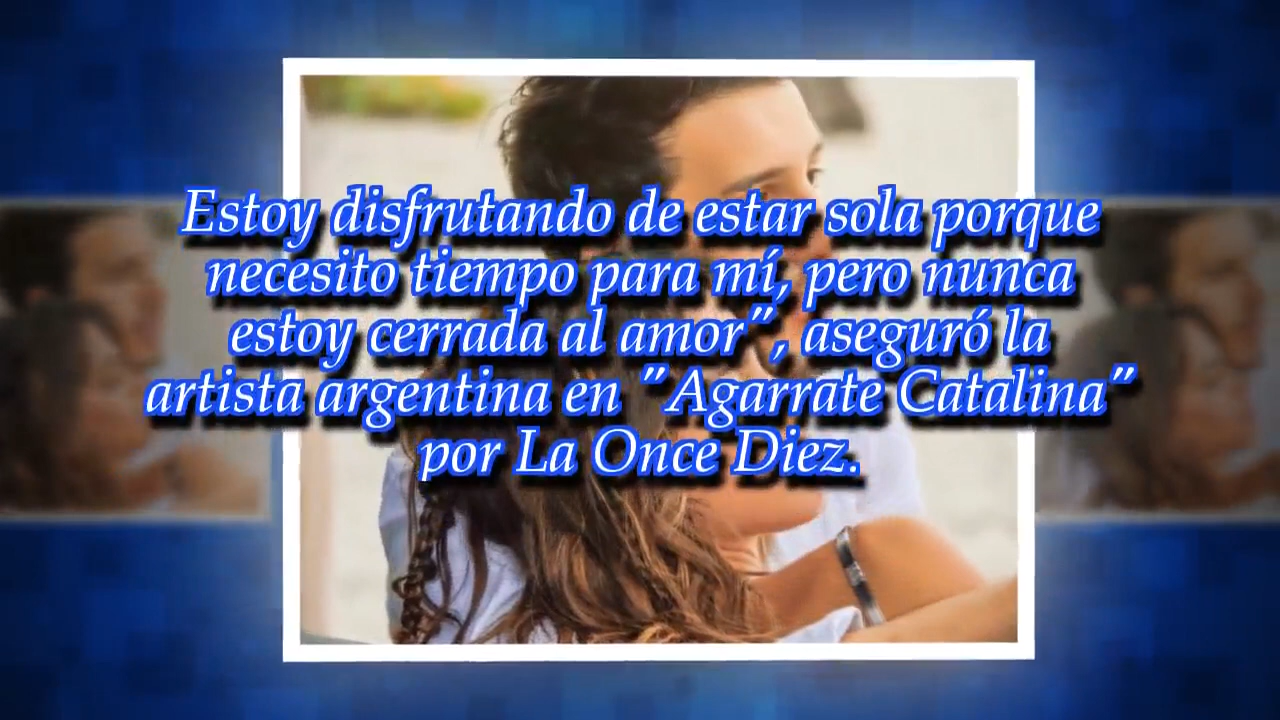 Estoy disfrutando de estar sola porque
necesito tiempo para mí, pero nunca
estoy cerrada al amor", aseguró la
artista argentina en "Agarrate Catalina"
por La Once Diez.